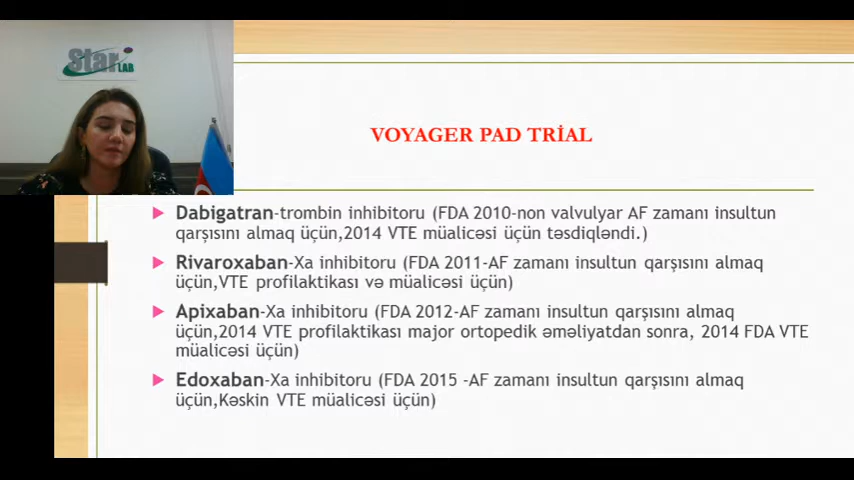 Star
LAB
VOYAGER PAD TRİAL
Dabigatran-trombin inhibitoru (FDA 2010-non valvulyar AF zamanı insultun
qarşısını almaq üçün,2014 VTE müalicəsi üçün təsdiqləndi.)
Rivaroxaban-Xa inhibitoru (FDA 2011-AF zamanı insultun qarşısını almaq
üçün,VTE profilaktikası və müalicəsi üçün)
Apixaban-Xa inhibitoru (FDA 2012-AF zamanı insultun qarşısını almaq
üçün,2014 VTE profilaktikası major ortopedik əməliyatdan sonra, 2014 FDA VTE
müalicəsi üçün)
Edoxaban-Xa inhibitoru (FDA 2015 -AF zamanı insultun qarşısını almaq
üçün,Kəskin VTE müalicəsi üçün)